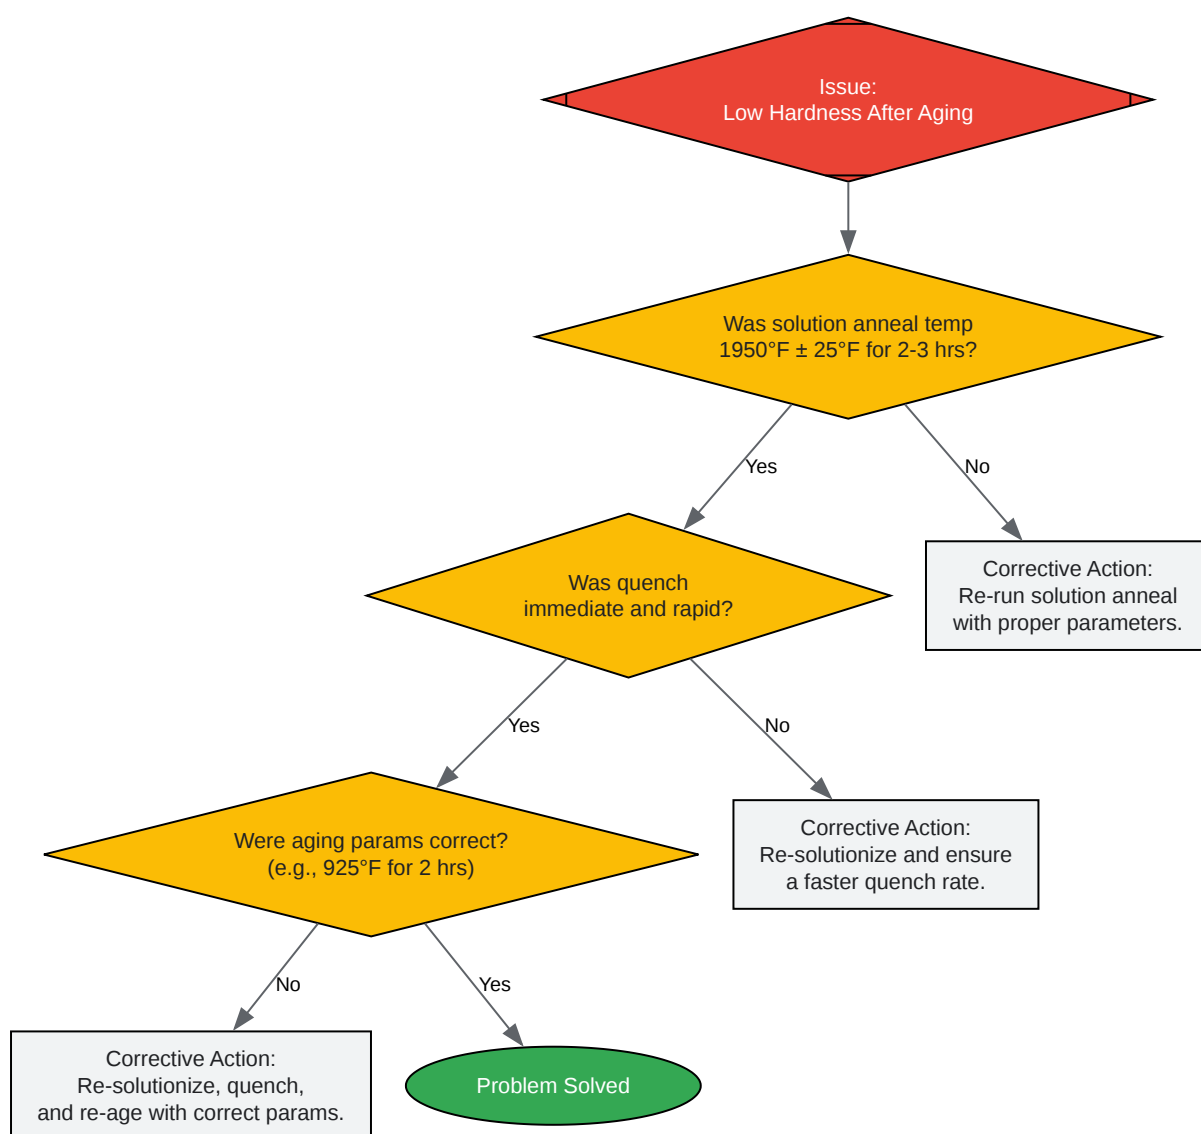 Issue:
Low Hardness After Aging
Was solution anneal temp
1950°F ± 25°F for 2-3 hrs?
Yes
No
Was quench
immediate and rapid?
Corrective Action:
Re-run solution anneal
with proper parameters.
Yes
No
Were aging params correct?
(e.g., 925°F for 2 hrs)
Corrective Action:
Re-solutionize and ensure
a faster quench rate.
No
Yes
Corrective Action:
Re-solutionize, quench,
and re-age with correct params.
Problem Solved